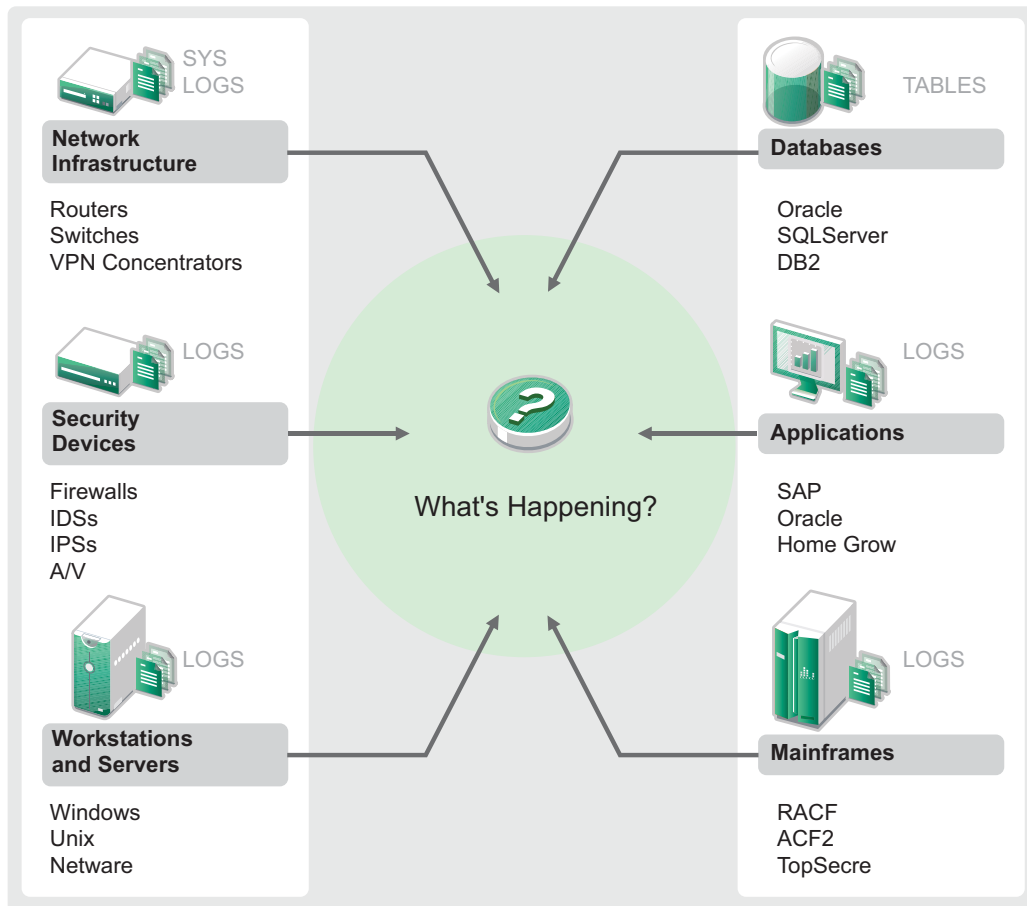 SYS
LOGS
Network
Infrastructure
Routers
Switches
VPN Concentrators
LOGS
Security
Devices
Firewalls
IDSs
IPSs
A/V
LOGS
Workstations
and Servers
Windows
Unix
Netware
?
What's Happening?
TABLES
Databases
Oracle
SQLServer
DB2
LOGS
Applications
SAP
Oracle
Home Grow
LOGS
Mainframes
RACF
ACF2
TopSecre